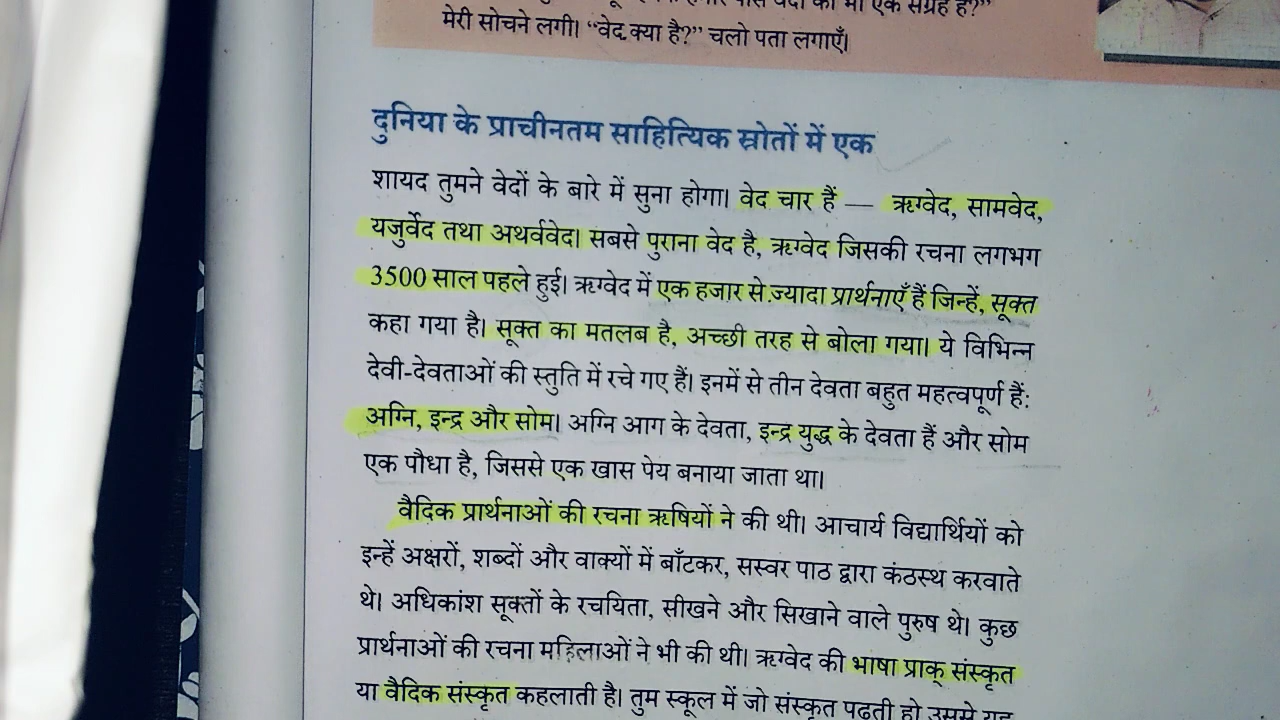 एक संग्रह है?”
मेरी सोचने लगी। “वेद क्या है?” चलो पता लगाएँ।
दुनिया के प्राचीनतम साहित्यिक स्रोतों में एक
शायद तुमने वेदों के बारे में सुना होगा। वेद चार हैं — ऋग्वेद, सामवेद,
यजुर्वेद तथा अथर्ववेद। सबसे पुराना वेद है, ऋग्वेद जिसकी रचना लगभग
3500 साल पहले हुई। ऋग्वेद में एक हजार से ज्यादा प्रार्थनाएँ हैं जिन्हें, सूक्त
कहा गया है। सूक्त का मतलब है, अच्छी तरह से बोला गया। ये विभिन्न
देवी-देवताओं की स्तुति में रचे गए हैं। इनमें से तीन देवता बहुत महत्वपूर्ण हैं:
अग्नि, इन्द्र और सोम। अग्नि आग के देवता, इन्द्र युद्ध के देवता हैं और सोम
एक पौधा है, जिससे एक खास पेय बनाया जाता था।
वैदिक प्रार्थनाओं की रचना ऋषियों ने की थी। आचार्य विद्यार्थियों को
इन्हें अक्षरों, शब्दों और वाक्यों में बाँटकर, सस्वर पाठ द्वारा कंठस्थ करवाते
थे। अधिकांश सूक्तों के रचयिता, सीखने और सिखाने वाले पुरुष थे। कुछ
प्रार्थनाओं की रचना महिलाओं ने भी की थी। ऋग्वेद की भाषा प्राक् संस्कृत
या वैदिक संस्कृत कहलाती है। तुम स्कूल में जो संस्कृत पढ़ती हो उससे यह